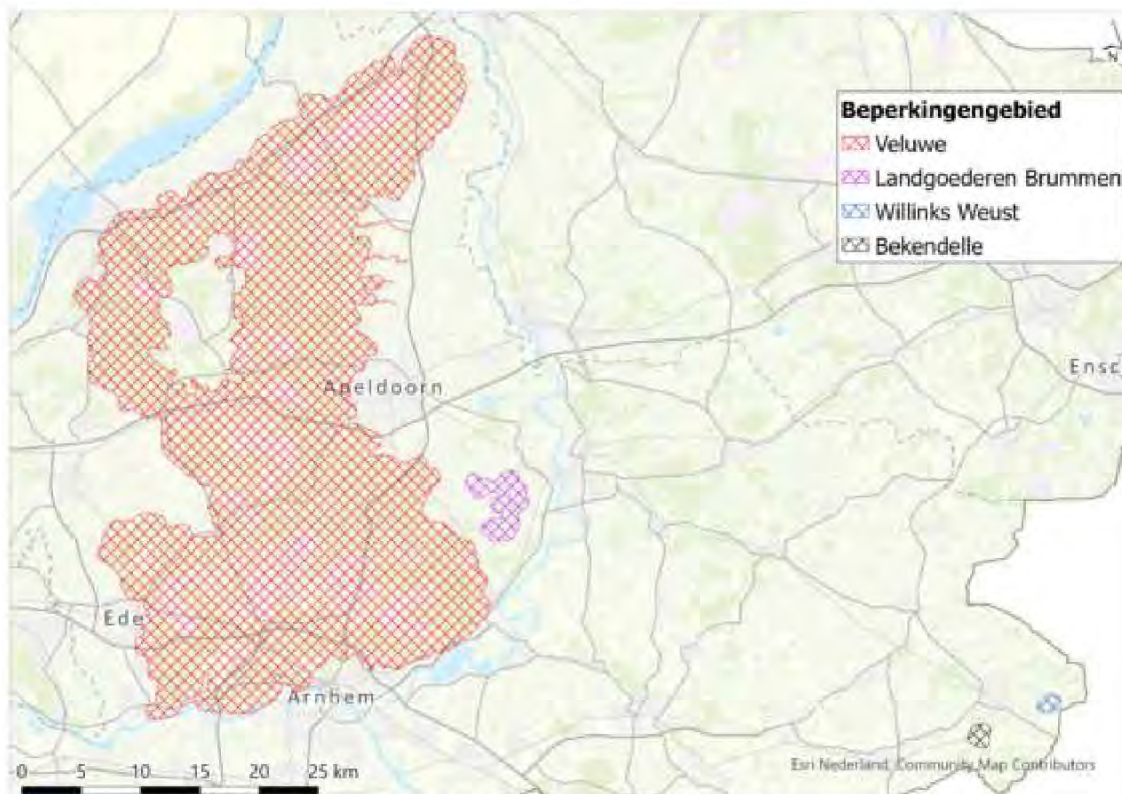 N
Beperkingengebied
Veluwe
Landgoederen Brummen
Willinks Weust
Bekendelle
Apeldoorn
Ensc
Ede
Arnhem
0 5 10 15 20 25 km
Esri Nederland, Community Map Contributors